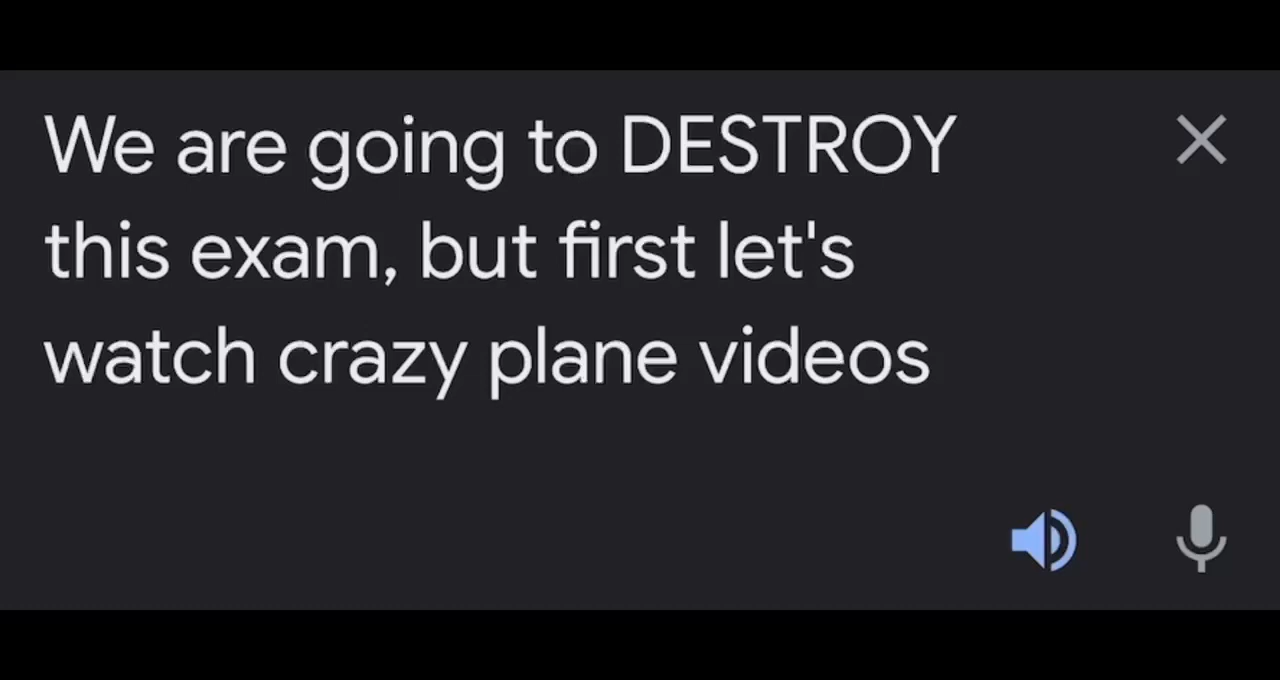 We are going to DESTROY
this exam, but first let's
watch crazy plane videos